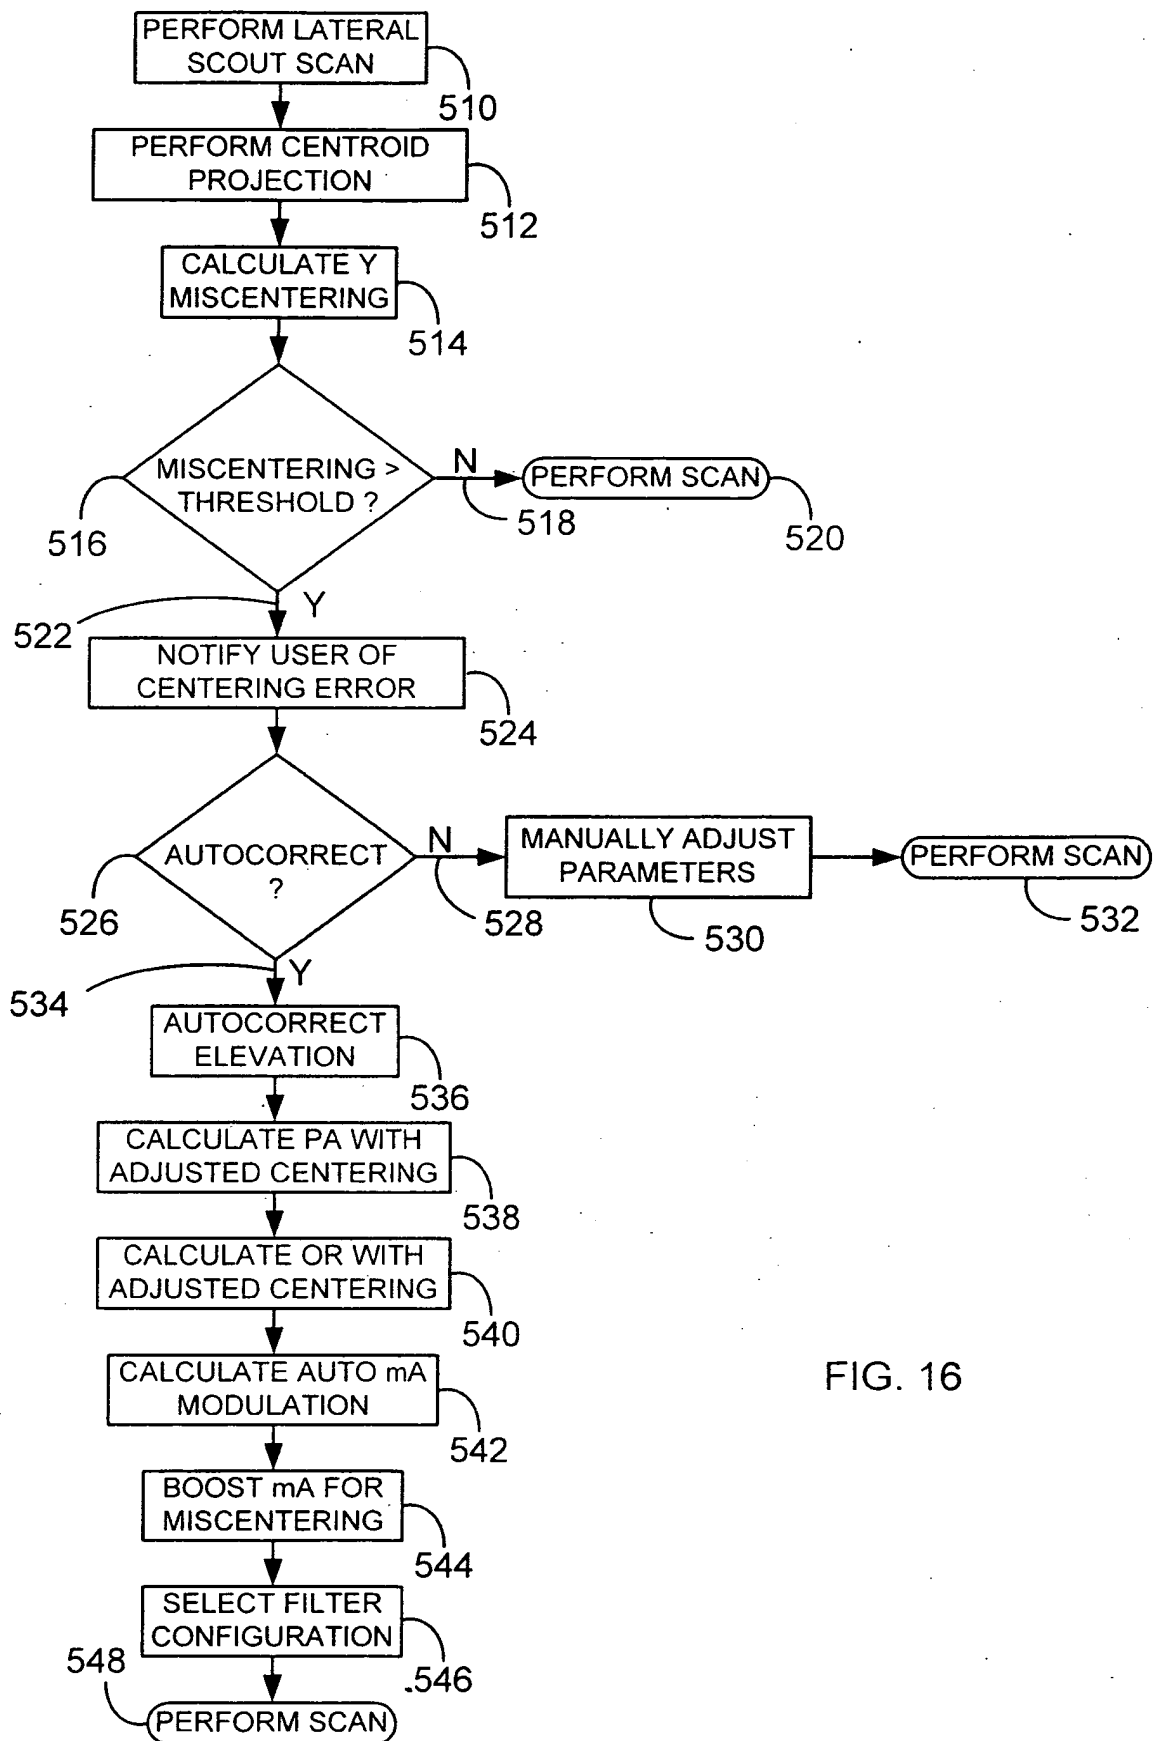 PERFORM LATERAL
SCOUT SCAN
510
PERFORM CENTROID
PROJECTION
512
CALCULATE Y
MISCENTERING
514
MISCENTERING >
THRESHOLD ?
516
N
518
PERFORM SCAN
520
522
Y
NOTIFY USER OF
CENTERING ERROR
524
AUTOCORRECT
?
526
N
528
MANUALLY ADJUST
PARAMETERS
530
PERFORM SCAN
532
534
Y
AUTOCORRECT
ELEVATION
536
CALCULATE PA WITH
ADJUSTED CENTERING
538
CALCULATE OR WITH
ADJUSTED CENTERING
540
CALCULATE AUTO mA
MODULATION
542
FIG. 16
BOOST mA FOR
MISCENTERING
544
SELECT FILTER
CONFIGURATION
546
548
PERFORM SCAN